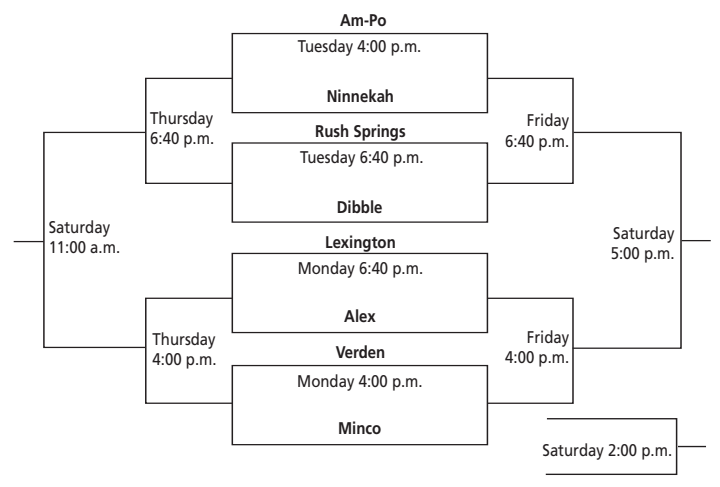 Am-Po
Tuesday 4:00 p.m.
Ninnekah
Thursday
6:40 p.m.
Friday
6:40 p.m.
Rush Springs
Tuesday 6:40 p.m.
Dibble
Saturday
11:00 a.m.
Saturday
5:00 p.m.
Lexington
Monday 6:40 p.m.
Alex
Thursday
4:00 p.m.
Friday
4:00 p.m.
Verden
Monday 4:00 p.m.
Minco
Saturday 2:00 p.m.